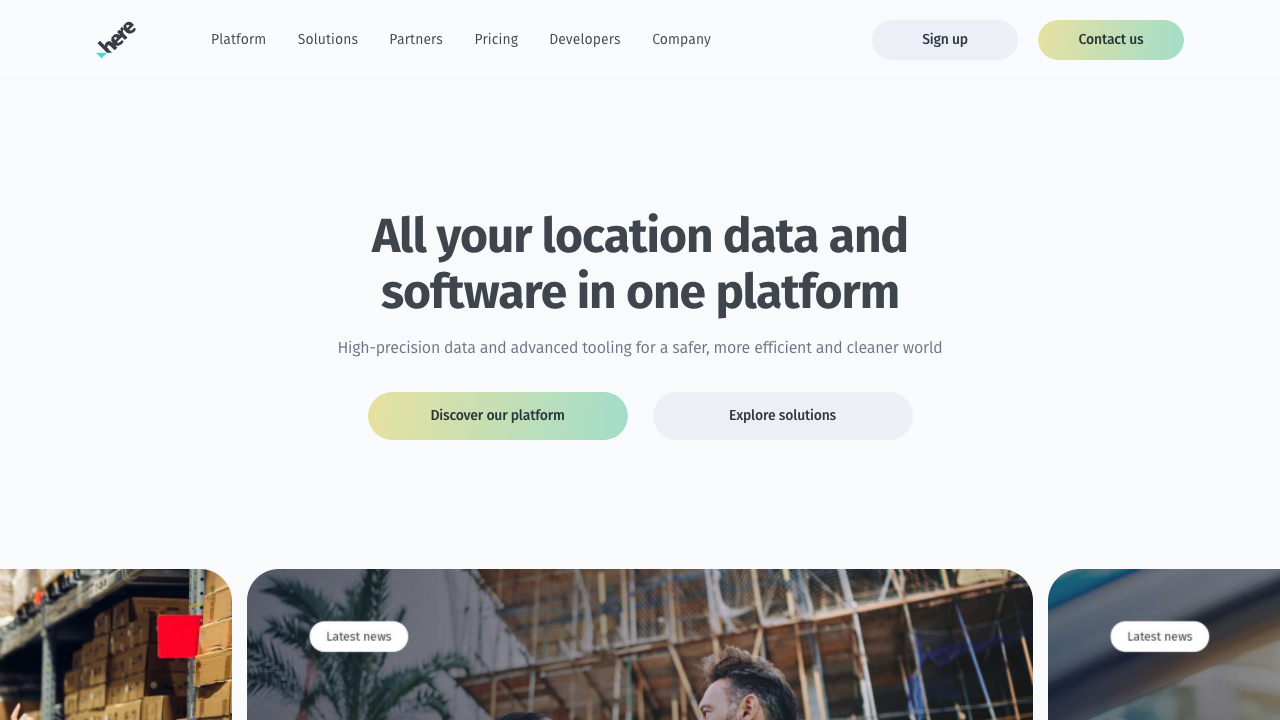 here
Platform
Solutions
Partners
Pricing
Developers
Company
Sign up
Contact us
All your location data and
software in one platform
High-precision data and advanced tooling for a safer, more efficient and cleaner world
Discover our platform
Explore solutions
Latest news
Latest news